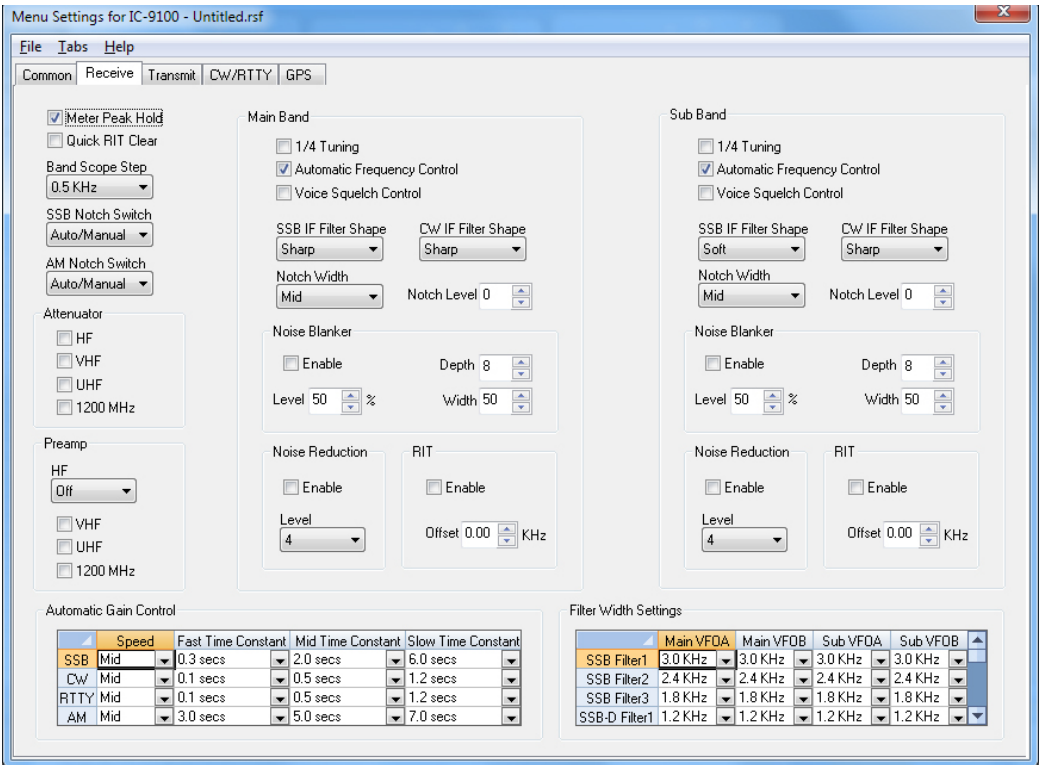 Menu Settings for IC-9100 - Untitled.rsf
File Tabs Help
Common Receive Transmit CW/RTTY GPS
Meter Peak Hold
Quick RIT Clear
Band Scope Step
0.5 KHz
SSB Notch Switch
Auto/Manual
AM Notch Switch
Auto/Manual
Attenuator
HF
VHF
UHF
1200 MHz
Preamp
HF
Off
VHF
UHF
1200 MHz
Main Band
1/4 Tuning
Automatic Frequency Control
Voice Squelch Control
SSB IF Filter Shape CW IF Filter Shape
Sharp Sharp
Notch Width
Mid Notch Level 0
Noise Blanker
Enable Depth 8
Level 50 % Width 50
Noise Reduction RIT
Enable Enable
Level
4 Offset 0.00 KHz
Sub Band
1/4 Tuning
Automatic Frequency Control
Voice Squelch Control
SSB IF Filter Shape CW IF Filter Shape
Soft Sharp
Notch Width
Mid Notch Level 0
Noise Blanker
Enable Depth 8
Level 50 % Width 50
Noise Reduction RIT
Enable Enable
Level
4 Offset 0.00 KHz
Automatic Gain Control
Speed Fast Time Constant Mid Time Constant Slow Time Constant
SSB Mid 0.3 secs 2.0 secs 6.0 secs
CW Mid 0.1 secs 0.5 secs 1.2 secs
RTTY Mid 0.1 secs 0.5 secs 1.2 secs
AM Mid 3.0 secs 5.0 secs 7.0 secs
Filter Width Settings
Main VFOA Main VFOB Sub VFOA Sub VFOB
SSB Filter1 3.0 KHz 3.0 KHz 3.0 KHz 3.0 KHz
SSB Filter2 2.4 KHz 2.4 KHz 2.4 KHz 2.4 KHz
SSB Filter3 1.8 KHz 1.8 KHz 1.8 KHz 1.8 KHz
SSB-D Filter1 1.2 KHz 1.2 KHz 1.2 KHz 1.2 KHz